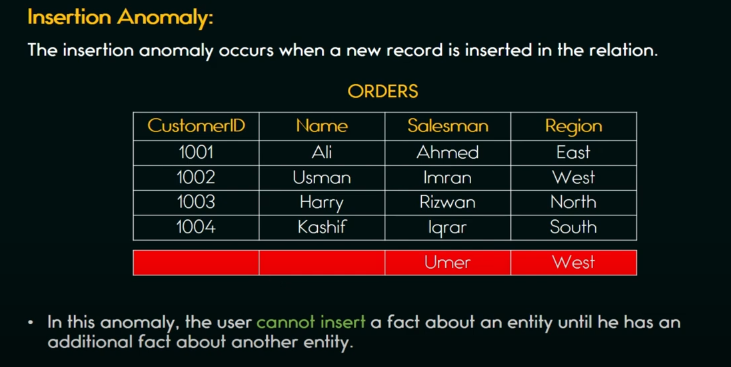 Insertion Anomaly:
The insertion anomaly occurs when a new record is inserted in the relation.
ORDERS
CustomerID Name Salesman Region
1001 Ali Ahmed East
1002 Usman Imran West
1003 Harry Rizwan North
1004 Kashif Iqrar South
Umer West
• In this anomaly, the user cannot insert a fact about an entity until he has an
additional fact about another entity.